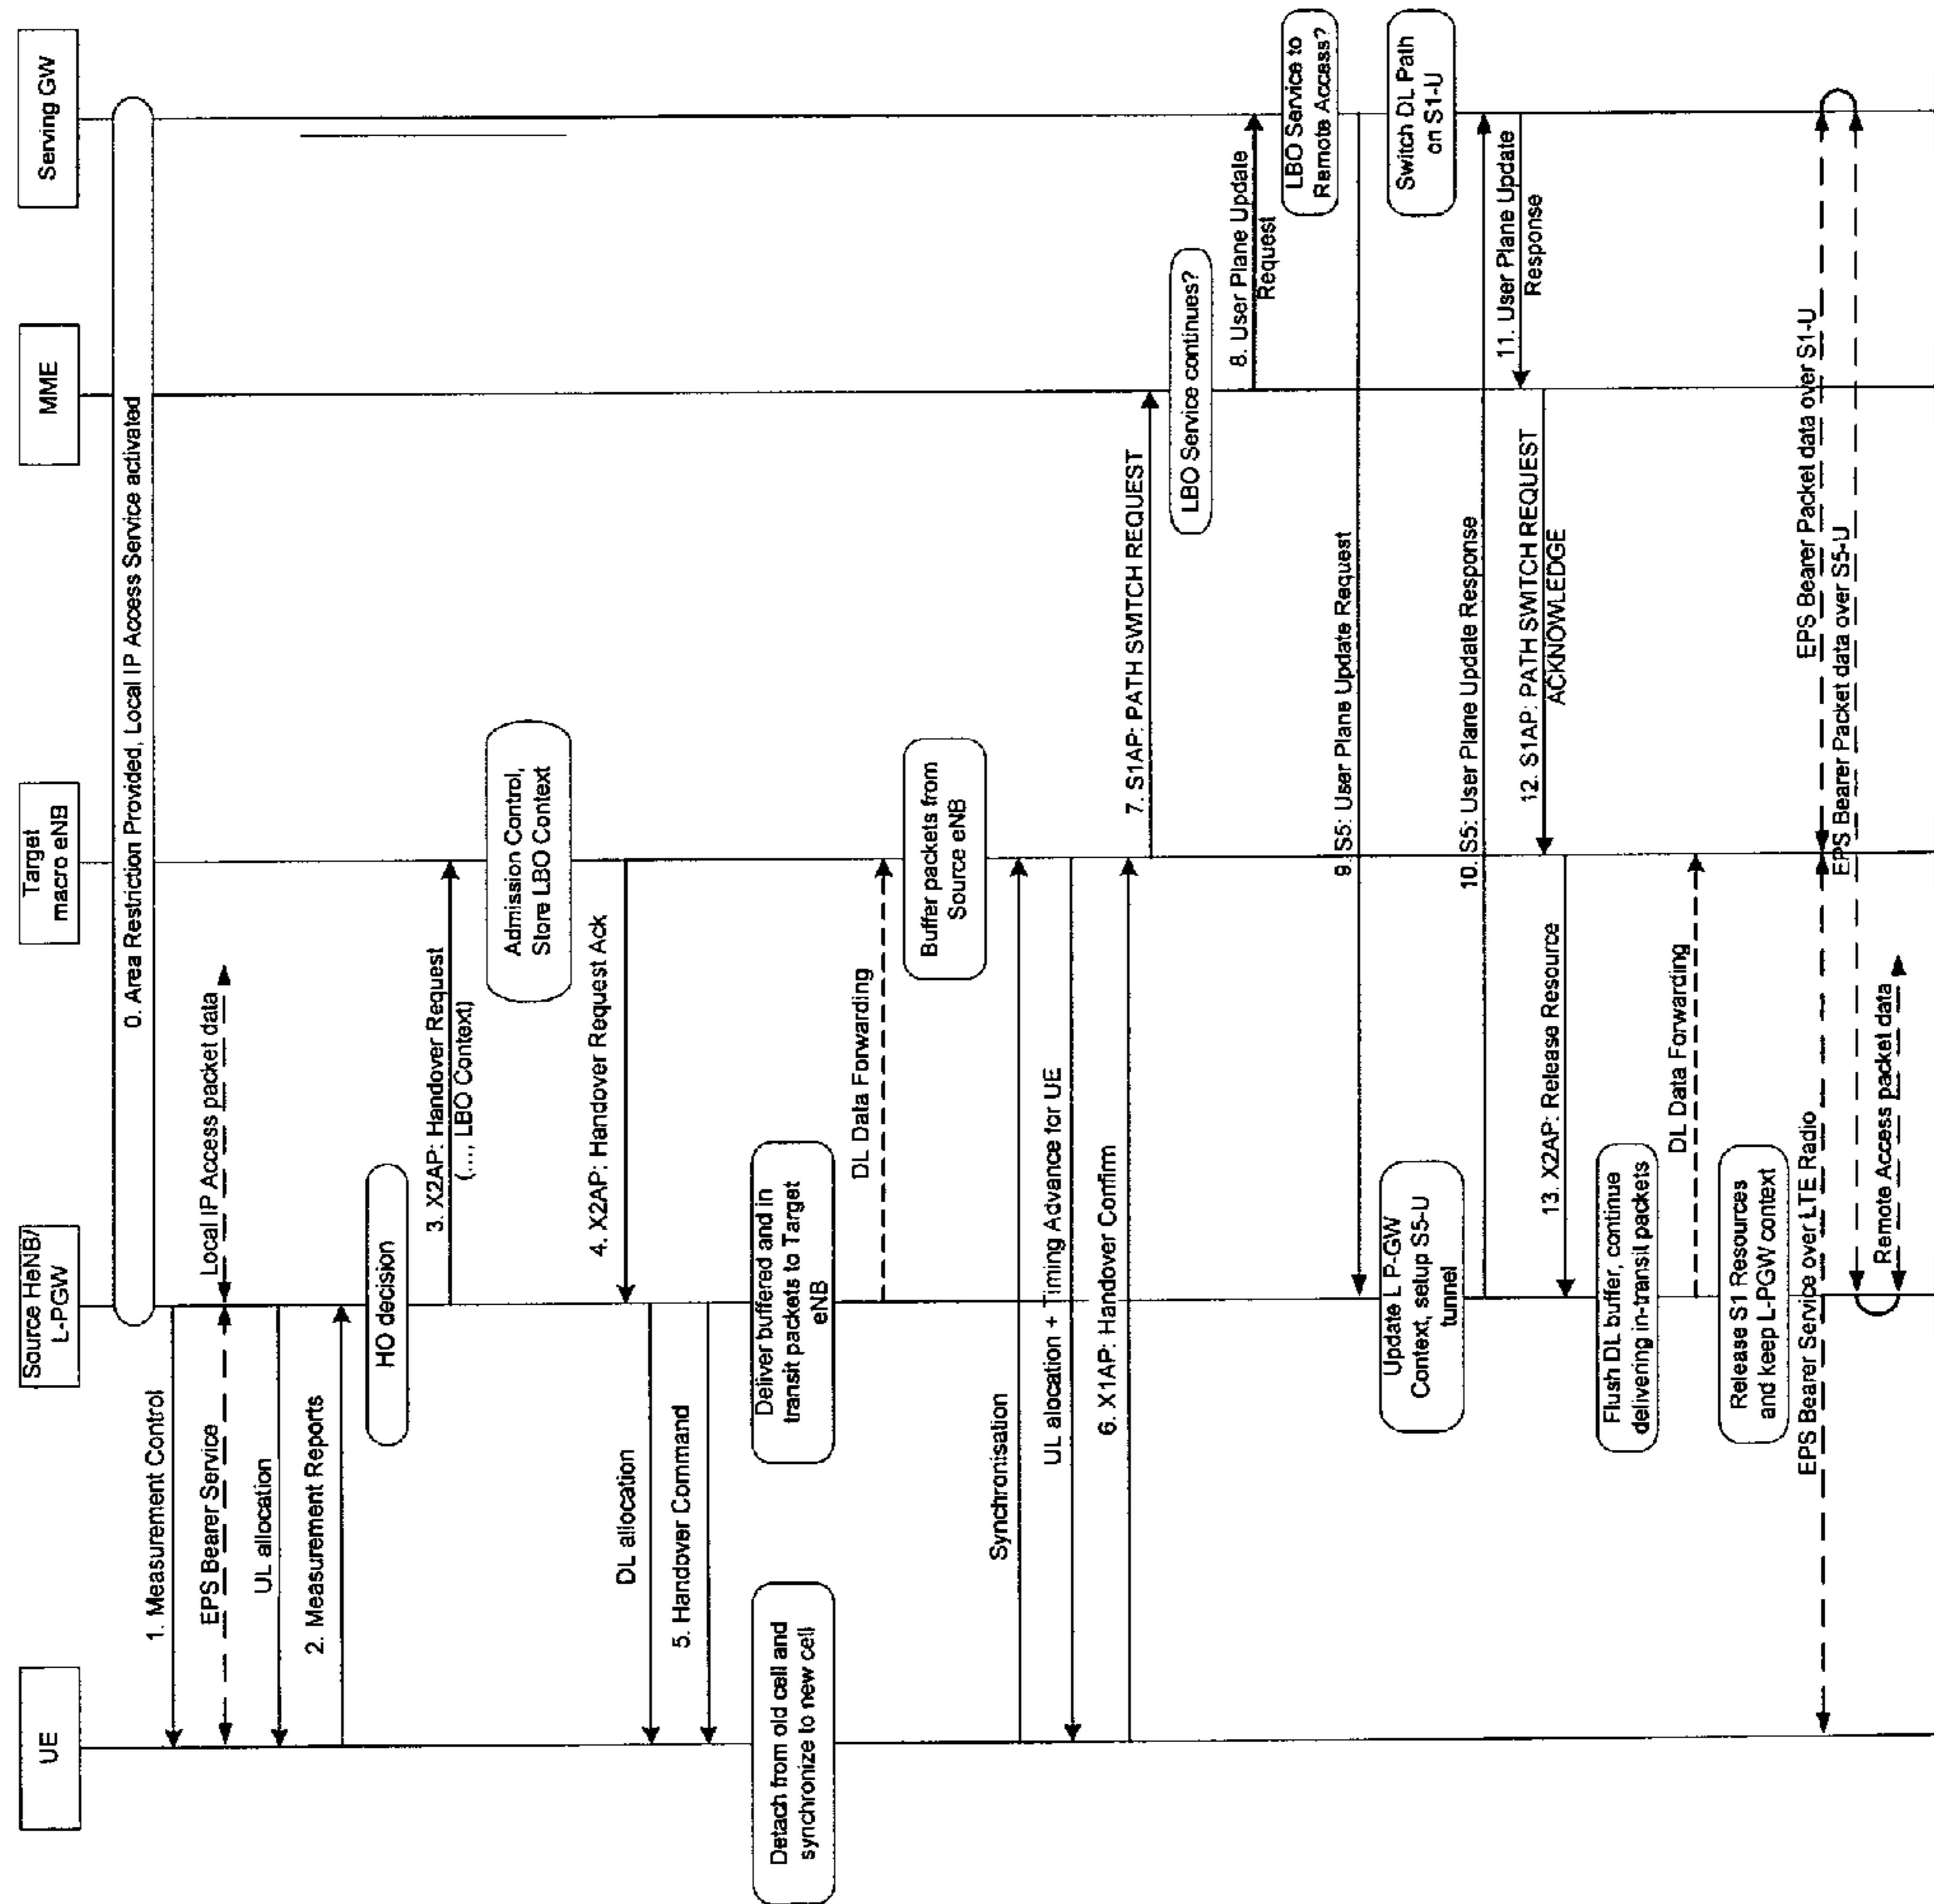 UE
Source HeNB/
L-PGW
Target
macro eNB
MME
Serving GW
0. Area Restriction Provided, Local IP Access Service activated
1. Measurement Control
EPS Bearer Service
Local IP Access packet data
UL allocation
2. Measurement Reports
HO decision
3. X2AP: Handover Request
(..., LBO Context)
Admission Control,
Store LBO Context
4. X2AP: Handover Request Ack
DL allocation
5. Handover Command
Detach from old cell and
synchronize to new cell
Deliver buffered and in
transit packets to Target
eNB
DL Data Forwarding
Buffer packets from
Source eNB
Synchronisation
UL alocation + Timing Advance for UE
6. X1AP: Handover Confirm
7. S1AP: PATH SWITCH REQUEST
LBO Service continues?
8. User Plane Update
Request
LBO Service to
Remote Access?
9. S5: User Plane Update Request
Update L P-GW
Context, setup S5-U
tunnel
Switch DL Path
on S1-U
10. S5: User Plane Update Response
11. User Plane Update
Response
12. S1AP: PATH SWITCH REQUEST
ACKNOWLEDGE
13. X2AP: Release Resource
Flush DL buffer, continue
delivering in-transit packets
DL Data Forwarding
Release S1 Resources
and keep L-PGW context
EPS Bearer Service over LTE Radio
EPS Bearer Packet data over S1-U
EPS Bearer Packet data over S5-U
Remote Access packet data